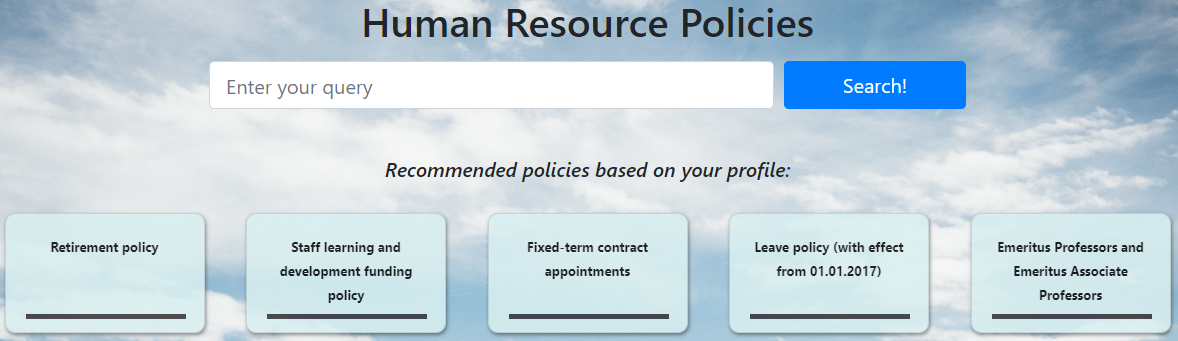 Human Resource Policies
Enter your query
Search!
Recommended policies based on your profile:
Retirement policy
Staff learning and
development funding
policy
Fixed-term contract
appointments
Leave policy (with effect
from 01.01.2017)
Emeritus Professors and
Emeritus Associate
Professors